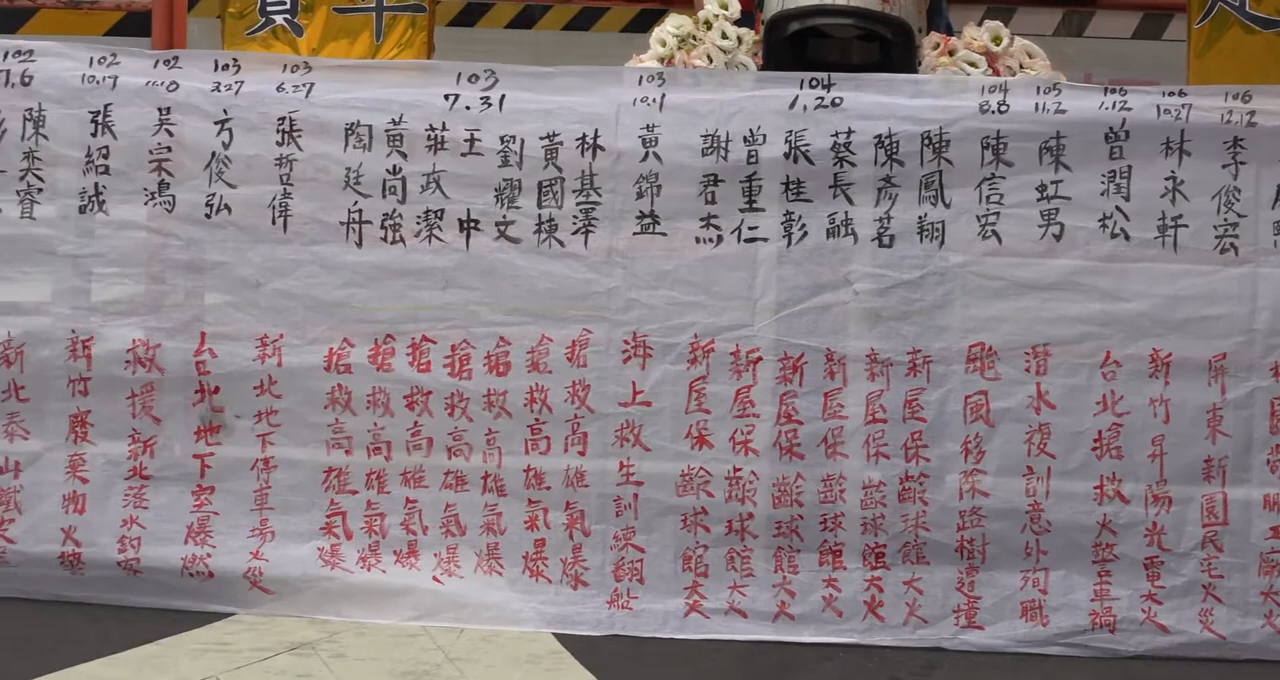 102
7.6
陳奕睿
新北泰山鐵皮
102
10.19
張紹誠
新竹廢棄物火警
102
11.10
吳宗鴻
救援新北落水釣客
103
3.27
方俊弘
台北地下室爆燃
103
6.27
張哲偉
新北地下停車場火災
103
7.31
陶廷舟
黃尚強
莊政潔
王中
劉耀文
黃國棟
林基澤
搶救高雄氣爆
搶救高雄氣爆
搶救高雄氣爆
搶救高雄氣爆
搶救高雄氣爆
搶救高雄氣爆
搶救高雄氣爆
103
黃錦益
海上救生訓練翻船
104
1.20
謝君杰
曾重仁
張桂彰
蔡長融
陳彥茗
陳鳳翔
新屋保齡球館大火
新屋保齡球館大火
新屋保齡球館大火
新屋保齡球館大火
新屋保齡球館大火
新屋保齡球館大火
104
8.8
陳信宏
颱風移除路樹遭撞
105
11.2
陳虹男
潛水複訓意外殉職
106
1.12
曾潤松
台北搶救火警車禍
106
10.27
林永軒
新竹昇陽光電大火
106
12.12
李俊宏
屏東新園民宅火災